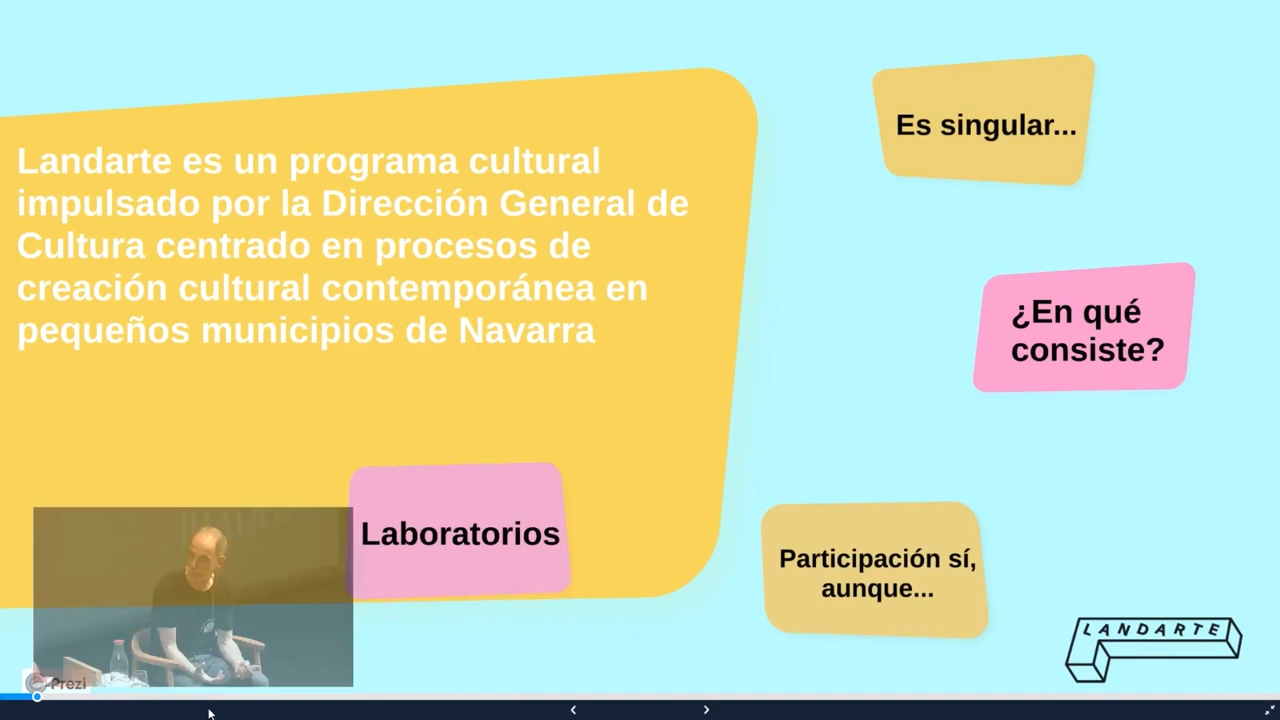 Landarte es un programa cultural
impulsado por la Dirección General de
Cultura centrado en procesos de
creación cultural contemporánea en
pequeños municipios de Navarra
Es singular...
¿En qué
consiste?
Laboratorios
Participación sí,
aunque...
LANDARTE
Prezi